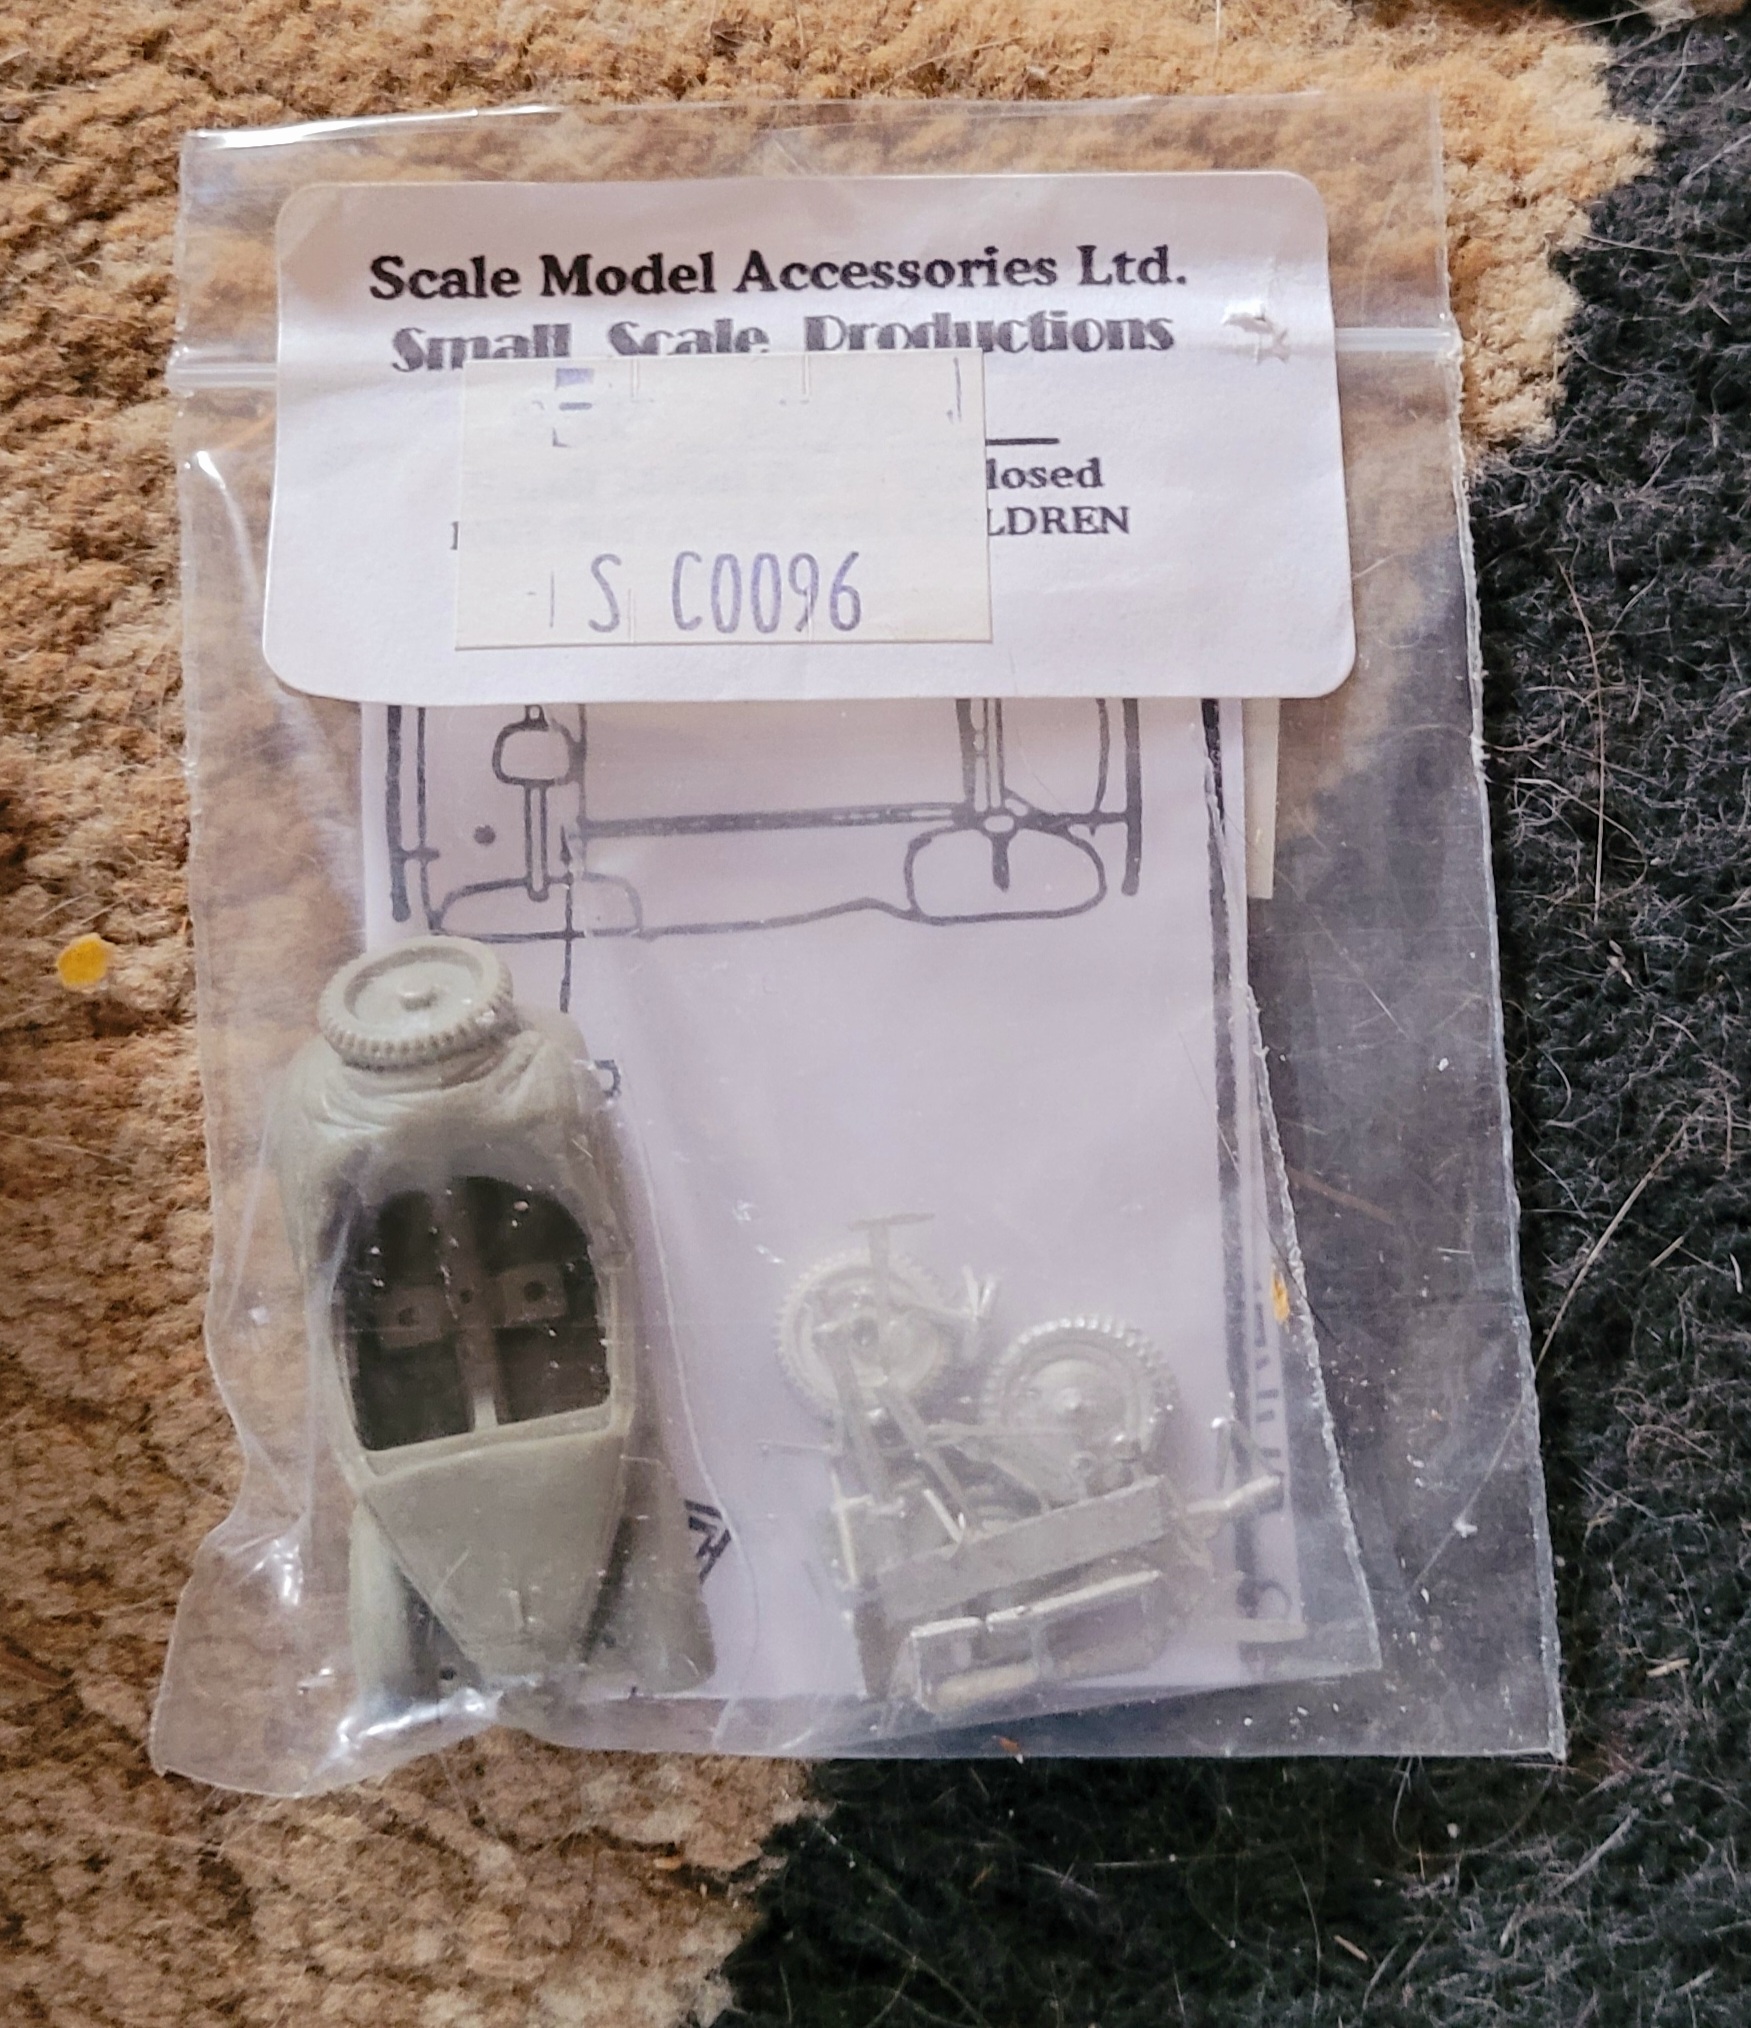 Scale Model Accessories Ltd.
Small Scale Productions
losed
LDREN
S C0096